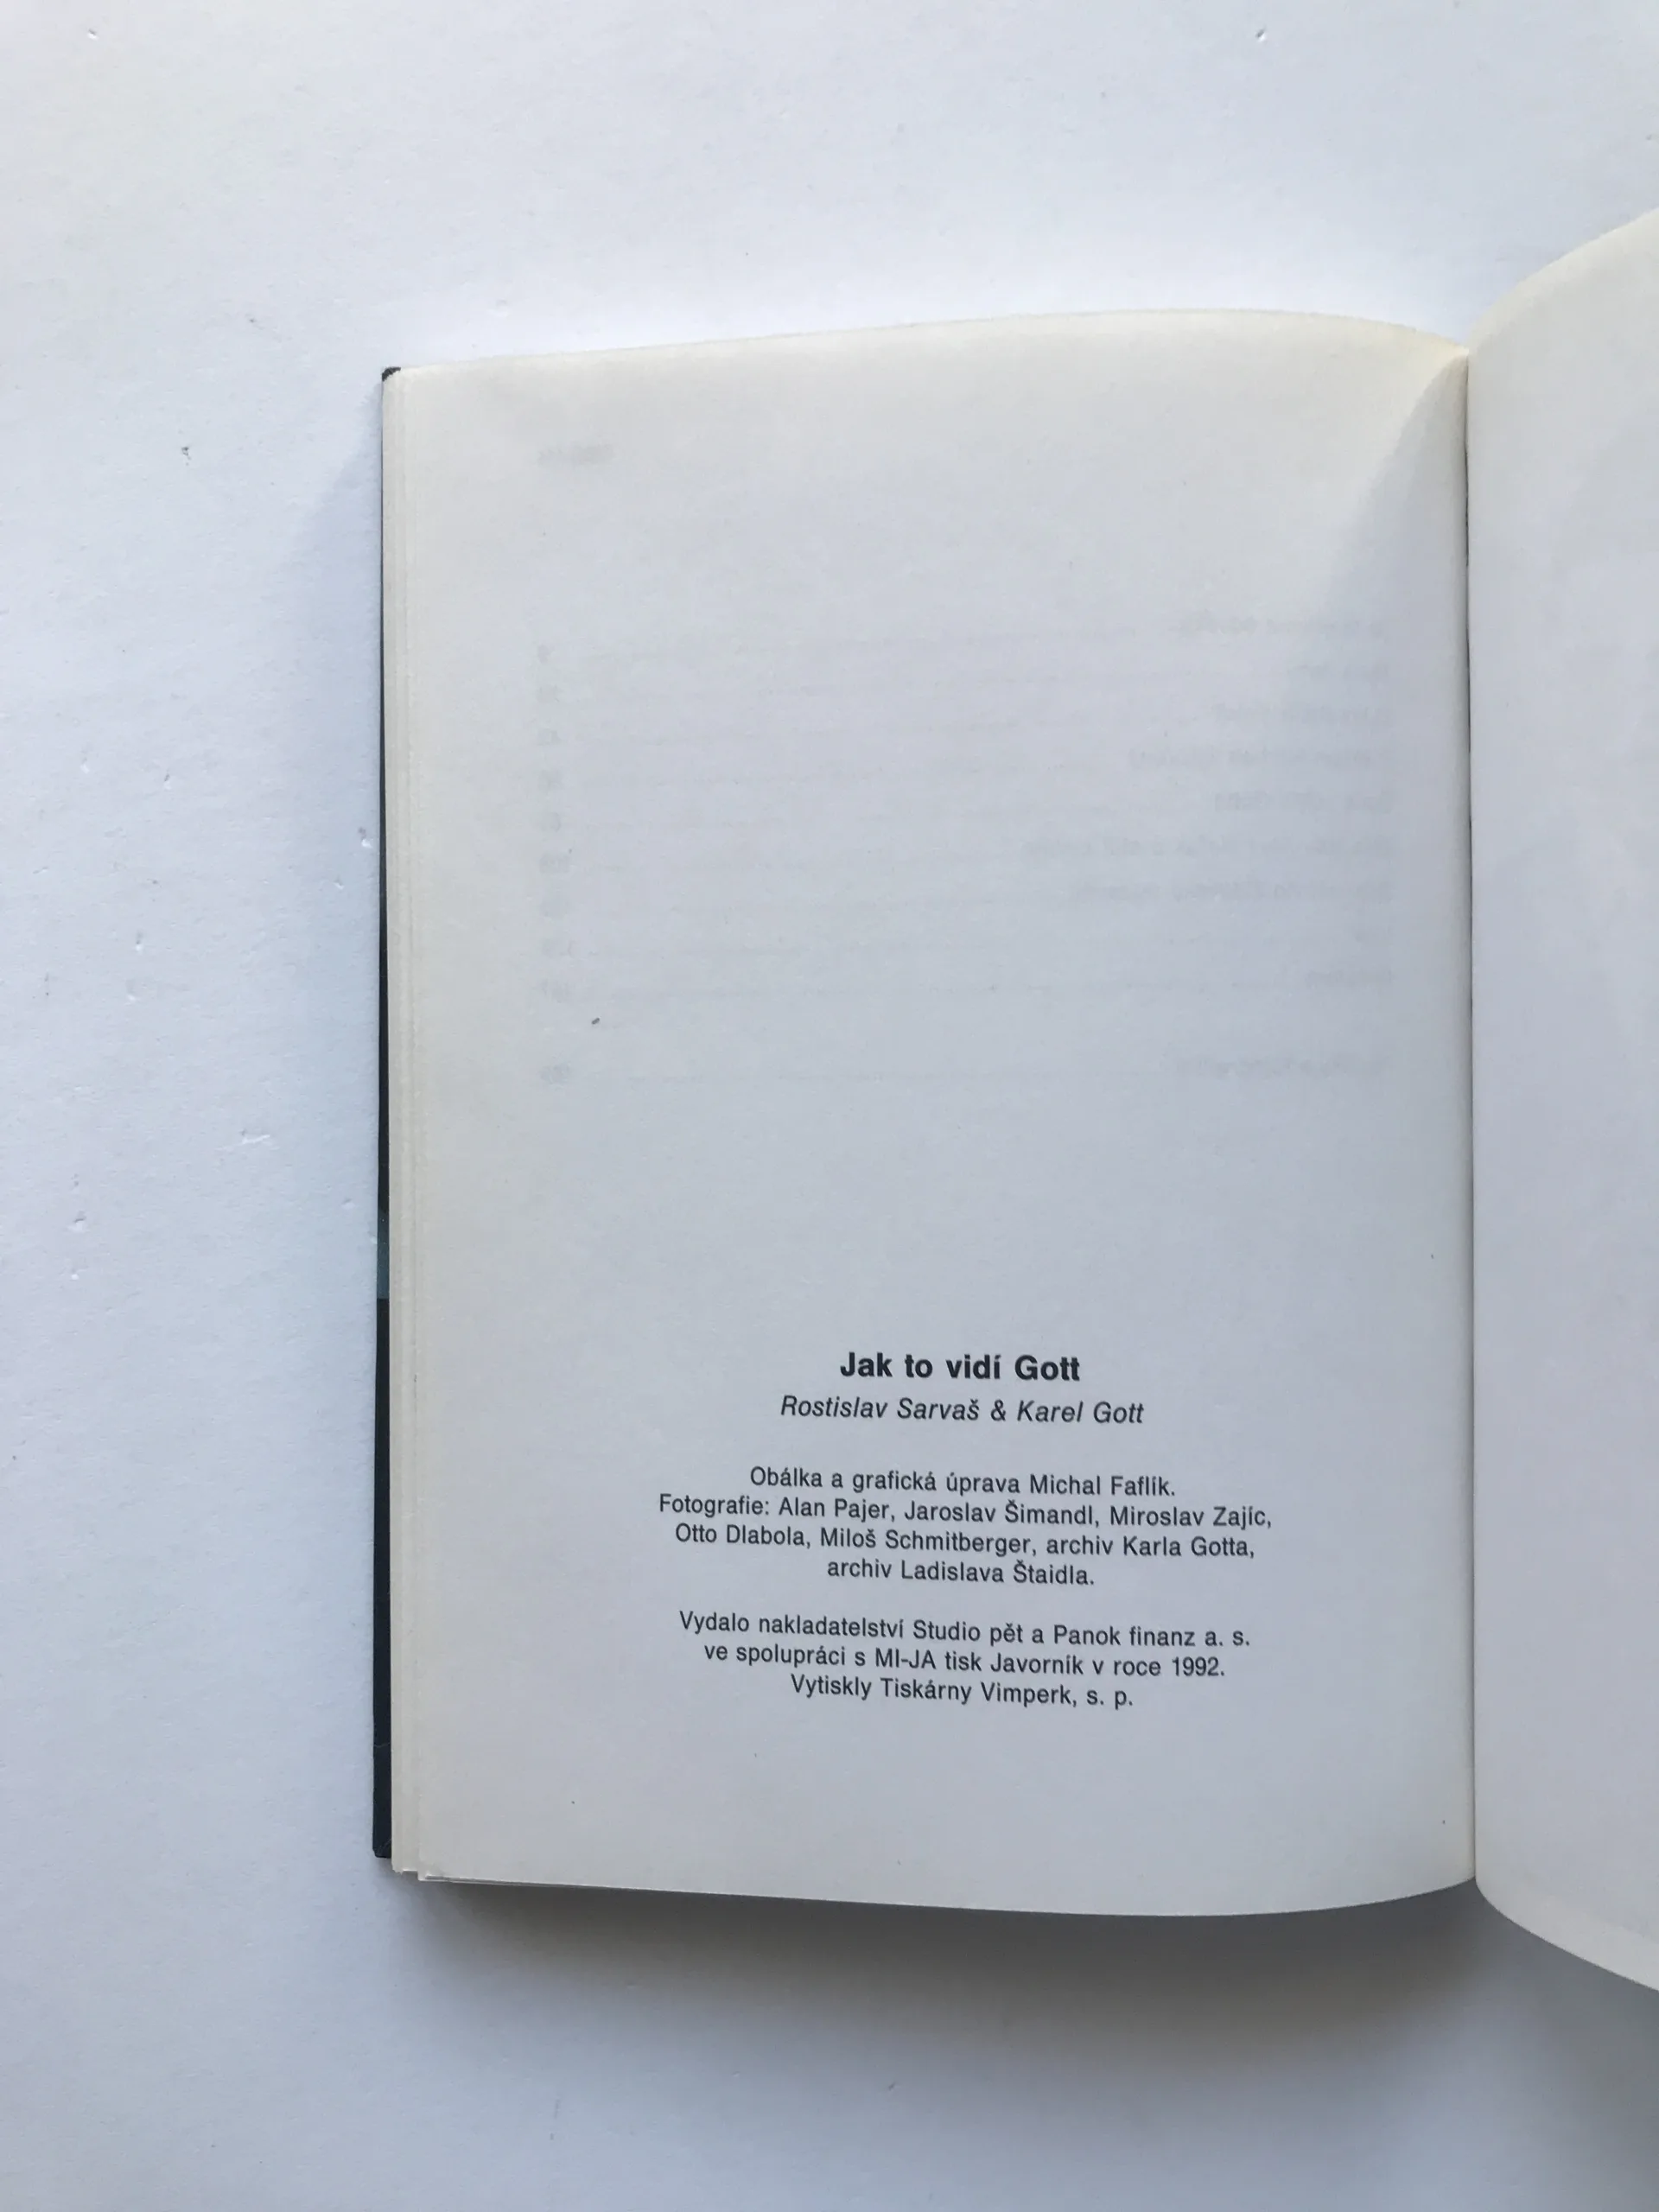 Jak to vidí Gott
Rostislav Sarvaš & Karel Gott
Obálka a grafická úprava Michal Faflík.
Fotografie: Alan Pajer, Jaroslav Šimandl, Miroslav Zajíc,
Otto Dlabola, Miloš Schmitberger, archiv Karla Gotta,
archiv Ladislava Štaidla.
Vydalo nakladatelství Studio pět a Panok finanz a. s.
ve spolupráci s MI-JA tisk Javorník v roce 1992.
Vytiskly Tiskárny Vimperk, s. p.